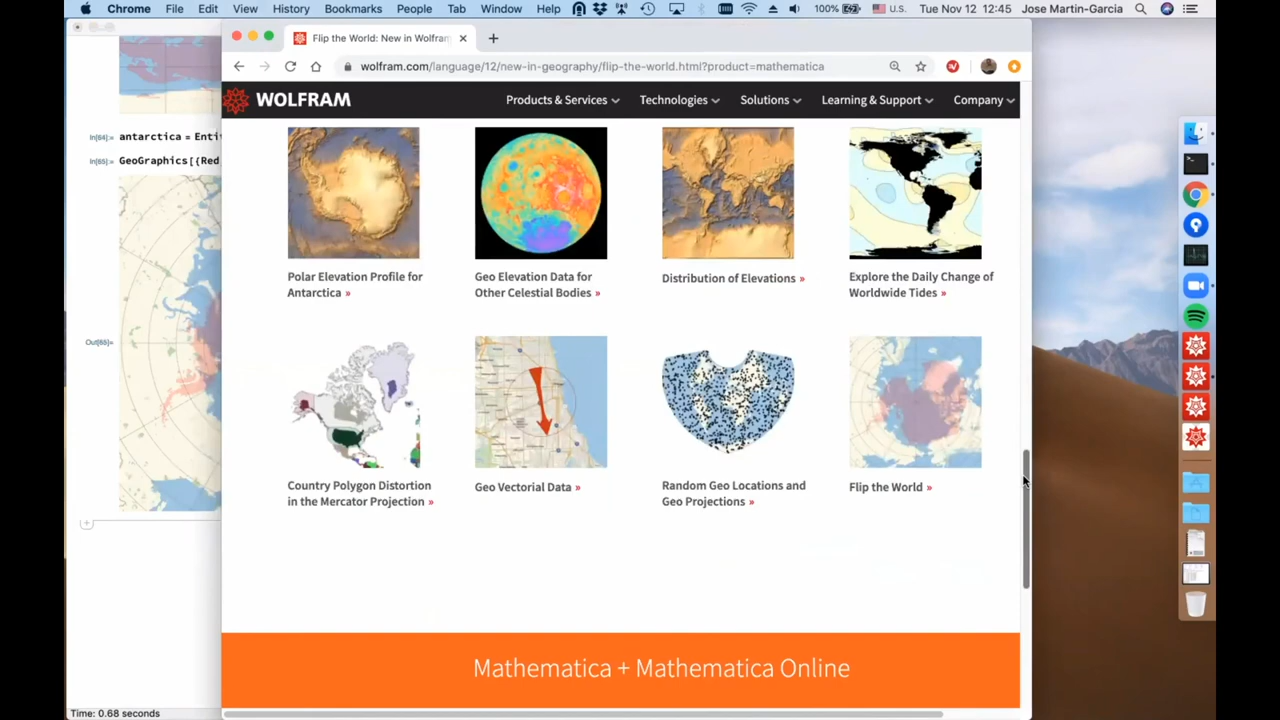 Chrome File Edit View History Bookmarks People Tab Window Help 100% U.S. Tue Nov 12 12:45 Jose Martin-Garcia
Flip the World: New in Wolfram
wolfram.com/language/12/new-in-geography/flip-the-world.html?product=mathematica
WOLFRAM Products & Services Technologies Solutions Learning & Support Company
In[64]:= antarctica = Enti
In[65]:= GeoGraphics[{Red
Out[65]=
Polar Elevation Profile for
Antarctica »
Geo Elevation Data for
Other Celestial Bodies »
Distribution of Elevations »
Explore the Daily Change of
Worldwide Tides »
Country Polygon Distortion
in the Mercator Projection »
Geo Vectorial Data »
Random Geo Locations and
Geo Projections »
Flip the World »
Mathematica + Mathematica Online
Time: 0.68 seconds